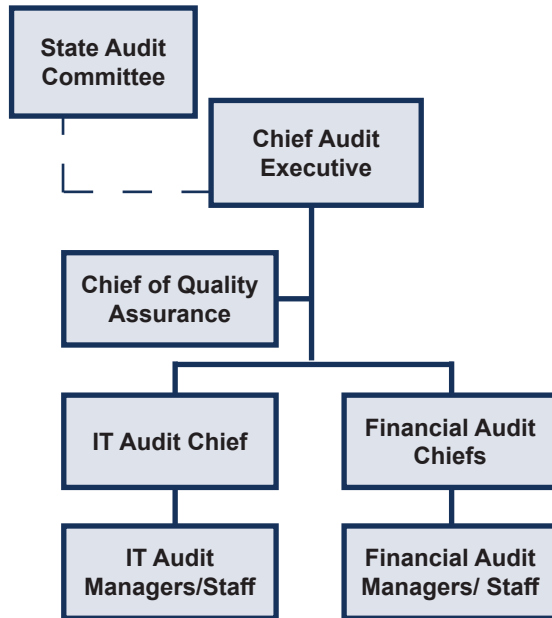 State Audit
Committee
Chief Audit
Executive
Chief of Quality
Assurance
IT Audit Chief
Financial Audit
Chiefs
IT Audit
Managers/Staff
Financial Audit
Managers/ Staff